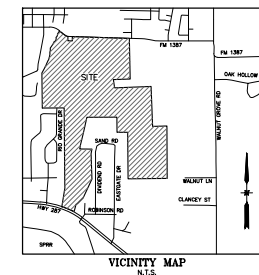 FM 1387
FM 1387
SITE
OAK HOLLOW
RIO GRANDE DR
WALNUT GROVE RD
SAND RD
DIVIDEND RD
EASTGATE DR
WALNUT LN
CLANCEY ST
ROBINSON RD
HWY 287
SPRR
VICINITY MAP
N.T.S.